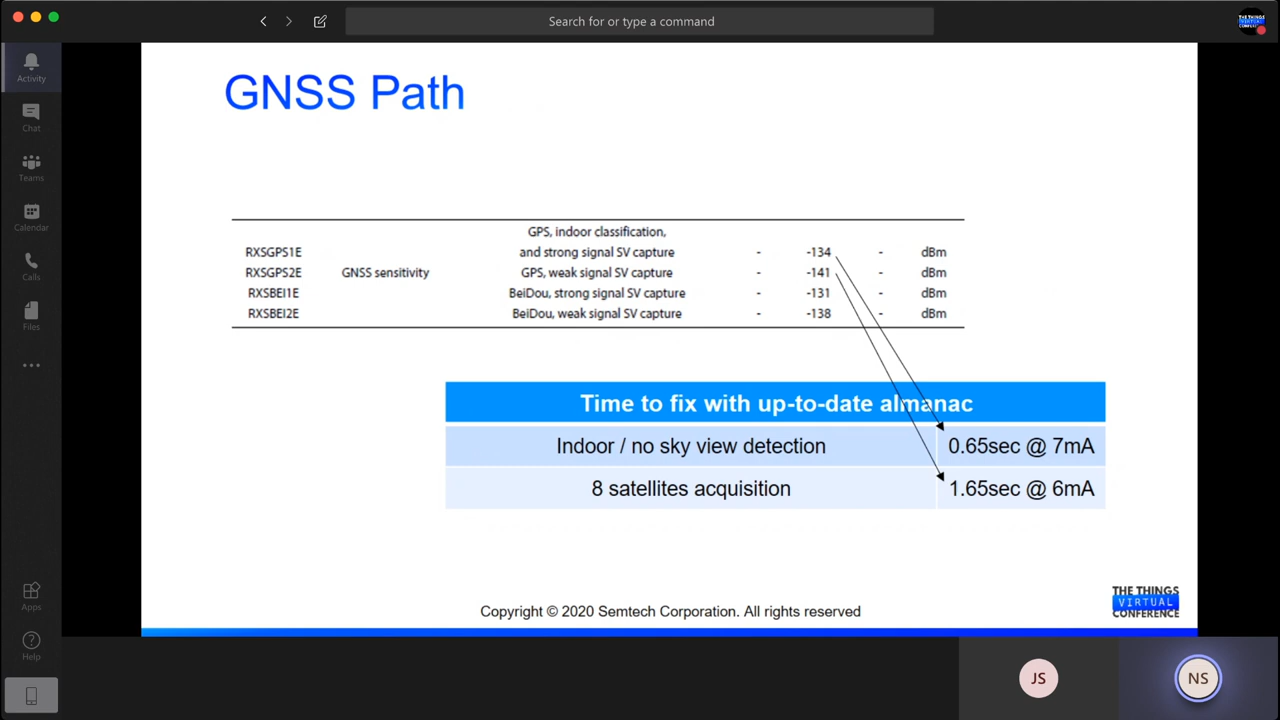 Search for or type a command
THE THINGS
VIRTUAL
CONFERENCE
Activity
Chat
Teams
Calendar
Calls
Files
Apps
Help
GNSS Path
GPS, indoor classification,
RXSGPS1E and strong signal SV capture - -134 - dBm
RXSGPS2E GNSS sensitivity GPS, weak signal SV capture -141 dBm
RXSBEI1E BeiDou, strong signal SV capture - -131 - dBm
RXSBEI2E BeiDou, weak signal SV capture - -138 - dBm
Time to fix with up-to-date almanac
Indoor / no sky view detection 0.65sec @ 7mA
8 satellites acquisition 1.65sec @ 6mA
Copyright © 2020 Semtech Corporation. All rights reserved
THE THINGS
VIRTUAL
CONFERENCE
JS
NS